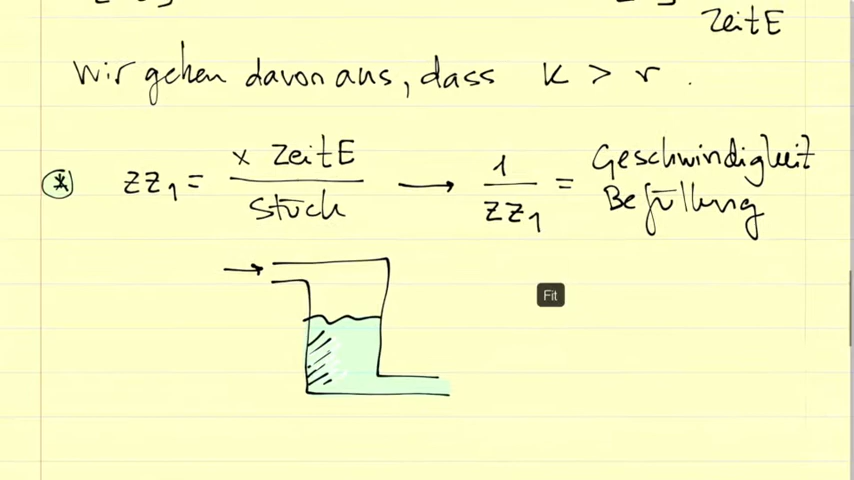 ZeitE
Wir gehen davon aus, dass k > r .
* ZZ₁ = x ZeitE / Stück → 1 / ZZ₁ = Geschwindigkeit Befüllung
Fit